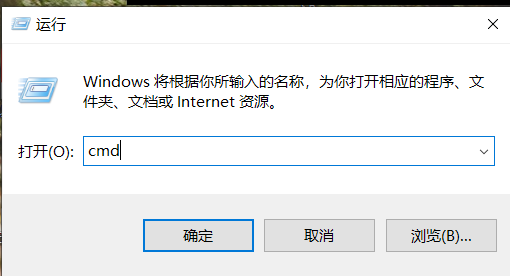 运行
Windows 将根据你所输入的名称，为你打开相应的程序、文
件夹、文档或 Internet 资源。
打开(O): cmd
确定 取消 浏览(B)...